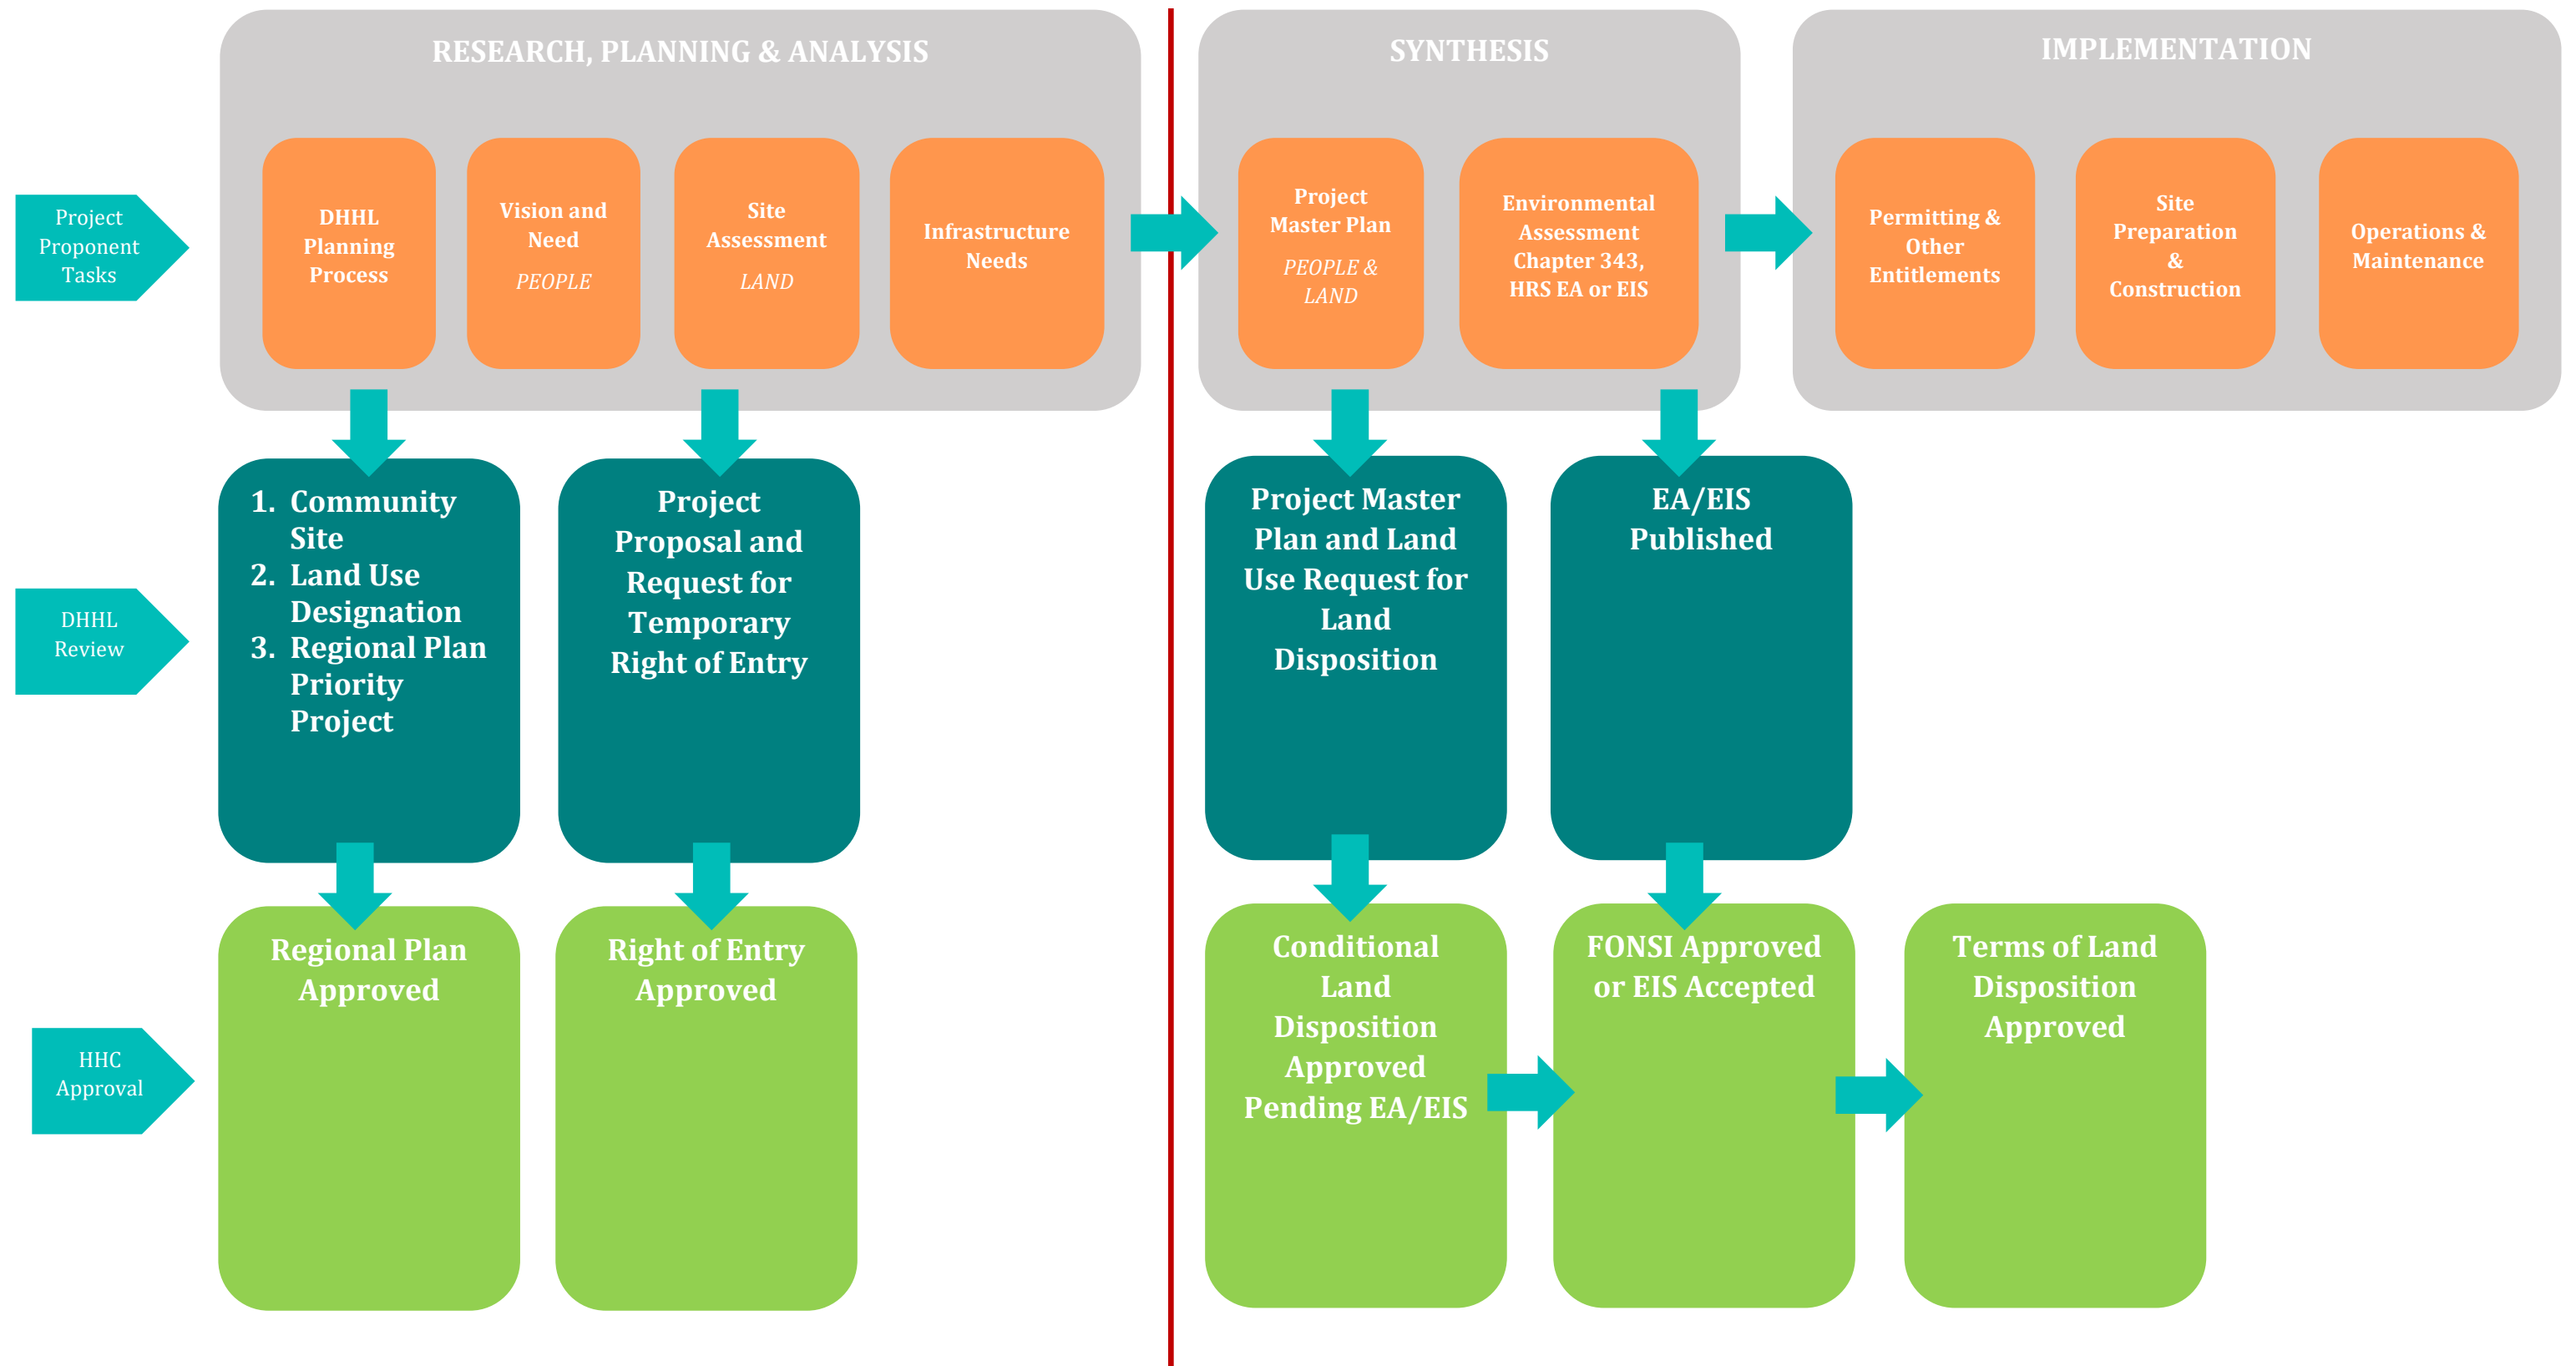 RESEARCH, PLANNING & ANALYSIS
SYNTHESIS
IMPLEMENTATION
Project
Proponent
Tasks
DHHL
Planning
Process
Vision and
Need
PEOPLE
Site
Assessment
LAND
Infrastructure
Needs
Project
Master Plan
PEOPLE &
LAND
Environmental
Assessment
Chapter 343,
HRS EA or EIS
Permitting &
Other
Entitlements
Site
Preparation
&
Construction
Operations &
Maintenance
DHHL
Review
1. Community
Site
2. Land Use
Designation
3. Regional Plan
Priority
Project
Project
Proposal and
Request for
Temporary
Right of Entry
Project Master
Plan and Land
Use Request for
Land
Disposition
EA/EIS
Published
HHC
Approval
Regional Plan
Approved
Right of Entry
Approved
Conditional
Land
Disposition
Approved
Pending EA/EIS
FONSI Approved
or EIS Accepted
Terms of Land
Disposition
Approved